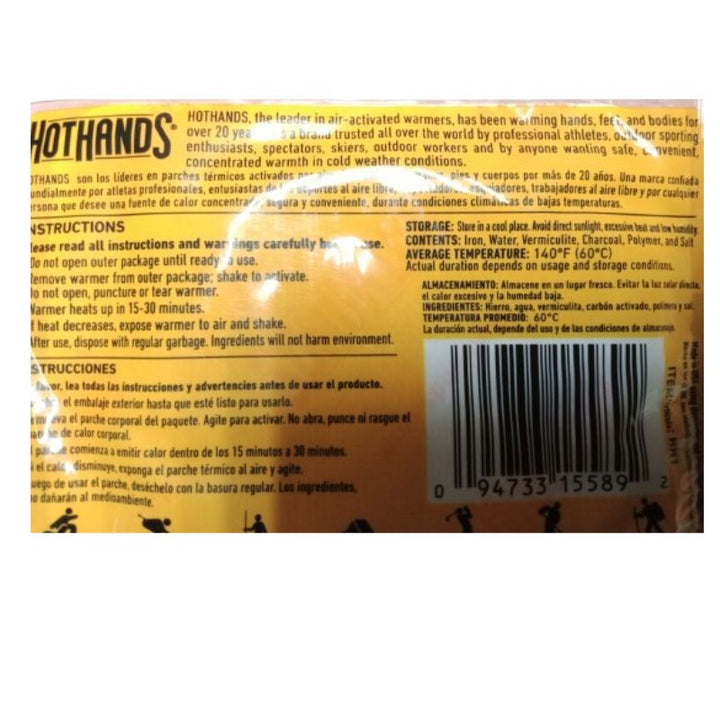 HOTHANDS
HOTHANDS, the leader in air-activated warmers, has been warming hands, feet, and bodies for
over 20 a brand trusted all over the world by professional athletes, outdoor sporting
enthusiasts, spectators, skiers, outdoor workers and by anyone wanting safe, convenient,
concentrated warmth in cold weather conditions.
son los líderes en parches térmicos activados pies y cuerpos por más de 20 años. Una marca confiada
por atletas profesionales, entusiastas deportes al aire libre, esquiadores, trabajadores al aire libre y por cualquier
que desee una fuente de calor segura y conveniente, durante condiciones climáticas de bajas temperaturas.
NSTRUCTIONS
lease read all instructions and warnings carefully
Do not open outer package until ready use.
Remove warmer from outer package; shake to activate.
Do not open, puncture or tear warmer.
Warmer heats up in 15-30 minutes.
f heat decreases, expose warmer to air and shake.
After use, dispose with regular garbage. Ingredients will not harm environment.
STRUCCIONES
favor, lea todas las instrucciones y advertencies antes de usar el producto.
el embalaje exterior hasta que esté listo para usarlo.
el parche corporal del paquete. Agite para activar. No abra, punce ni rasgue el
de calor corporal.
comienza a emitir calor dentro de los 15 minutos a 30 minutos.
el calor disminuye, exponga el parche térmico al aire y agite.
de usar el parche, deséchelo con la basura regular. Los ingredientes,
no dañarán al medioambiente.
STORAGE: Store in a cool place. Avoid direct sunlight, excessive heat and low humidity.
CONTENTS: Iron, Water, Vermiculite, Charcoal, Polymer, and Salt
AVERAGE TEMPERATURE: 140°F (60°C)
Actual duration depends on usage and storage conditions.
ALMACENAMIENTO: Almacene en un lugar fresco. Evitar la luz solar directa,
el calor excesivo y la humedad baja.
INGREDIENTES: Hierro, agua, vermiculita, carbón activado, polímero y sal.
TEMPERATURA PROMEDIO: 60°C
La duración actual, depende del uso y de las condiciones de almacenaje.
0 94733 15589 2